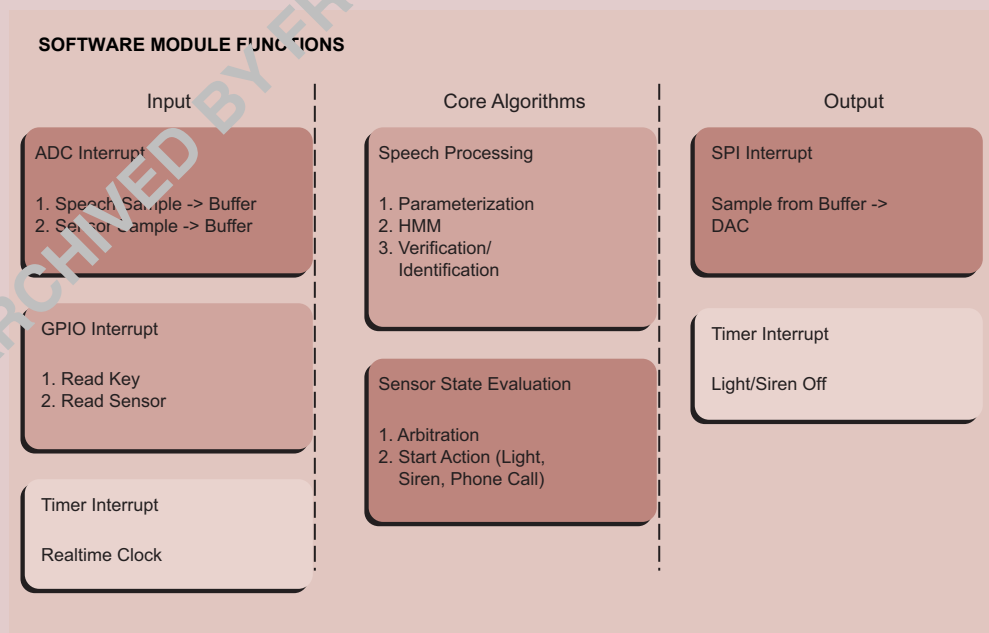 SOFTWARE MODULE FUNCTIONS
Input
ADC Interrupt
1. Speech Sample -> Buffer
2. Sensor Sample -> Buffer
GPIO Interrupt
1. Read Key
2. Read Sensor
Timer Interrupt
Realtime Clock
Core Algorithms
Speech Processing
1. Parameterization
2. HMM
3. Verification/
Identification
Sensor State Evaluation
1. Arbitration
2. Start Action (Light,
Siren, Phone Call)
Output
SPI Interrupt
Sample from Buffer ->
DAC
Timer Interrupt
Light/Siren Off
RCHIVED BY FR